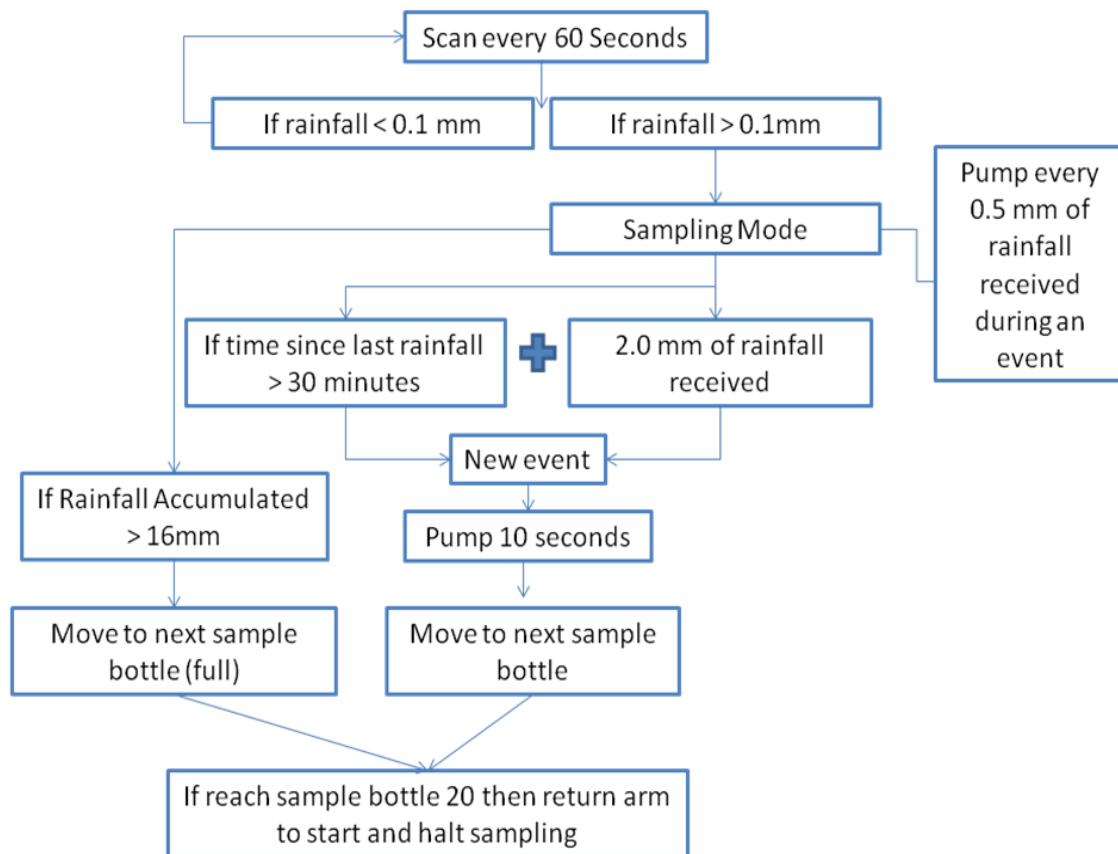 Scan every 60 Seconds
If rainfall < 0.1 mm
If rainfall > 0.1mm
Pump every
0.5 mm of
rainfall
received
during an
event
Sampling Mode
If time since last rainfall
> 30 minutes
2.0 mm of rainfall
received
New event
If Rainfall Accumulated
> 16mm
Pump 10 seconds
Move to next sample
bottle (full)
Move to next sample
bottle
If reach sample bottle 20 then return arm
to start and halt sampling